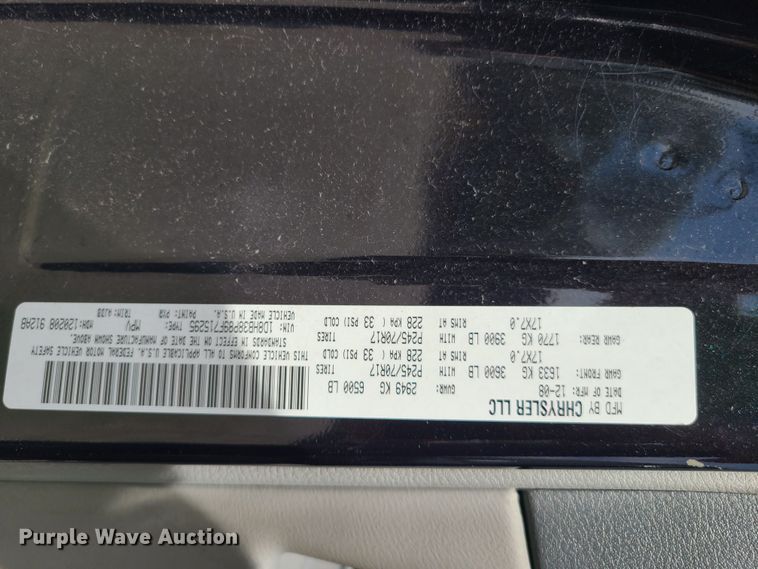 MFD BY CHRYSLER LLC
DATE OF MFR: 12-08 GVWR: 2949 KG 6500 LB
GAWR FRONT: 1633 KG 3600 LB WITH P245/70R17 TIRES
17X7.0 RIMS AT 228 KPA ( 33 PSI) COLD
GAWR REAR: 1770 KG 3900 LB WITH P245/70R17 TIRES
17X7.0 RIMS AT 228 KPA ( 33 PSI) COLD
THIS VEHICLE CONFORMS TO ALL APPLICABLE U.S.A. FEDERAL MOTOR VEHICLE SAFETY
STANDARDS IN EFFECT ON THE DATE OF MANUFACTURE SHOWN ABOVE.
VIN: 1D8HB38P89F715295 TYPE: MPV MDH: 120208 912AB
VEHICLE MADE IN U.S.A. PAINT: PXR TRIM:
Purple Wave Auction®